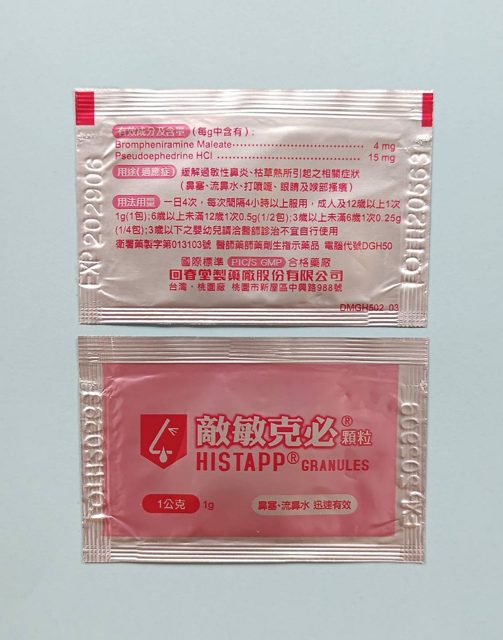 有效成分及含量 (每g中含有):
Brompheniramine Maleate 4 mg
Pseudoephedrine HCl 15 mg
用途(適應症) 緩解過敏性鼻炎、枯草熱所引起之相關症狀
(鼻塞、流鼻水、打噴嚏、眼睛及喉部搔癢)
用法用量 一日4次,每次間隔4小時以上服用,成人及12歲以上1次
1g(1包);6歲以上未滿12歲1次0.5g(1/2包);3歲以上未滿6歲1次0.25g
(1/4包);3歲以下之嬰幼兒請洽醫師診治不宜自行使用
衛署藥製字第013103號 醫師藥師藥劑生指示藥品 電腦代號DGH50
國際標準 PIC/S GMP 合格藥廠
回春堂製藥廠股份有限公司
台灣・桃園廠 桃園市新屋區中興路988號
DMGH502 03
EXP 202906
敵敏克必® 顆粒
HISTAPP® GRANULES
1公克 1g
鼻塞、流鼻水 迅速有效